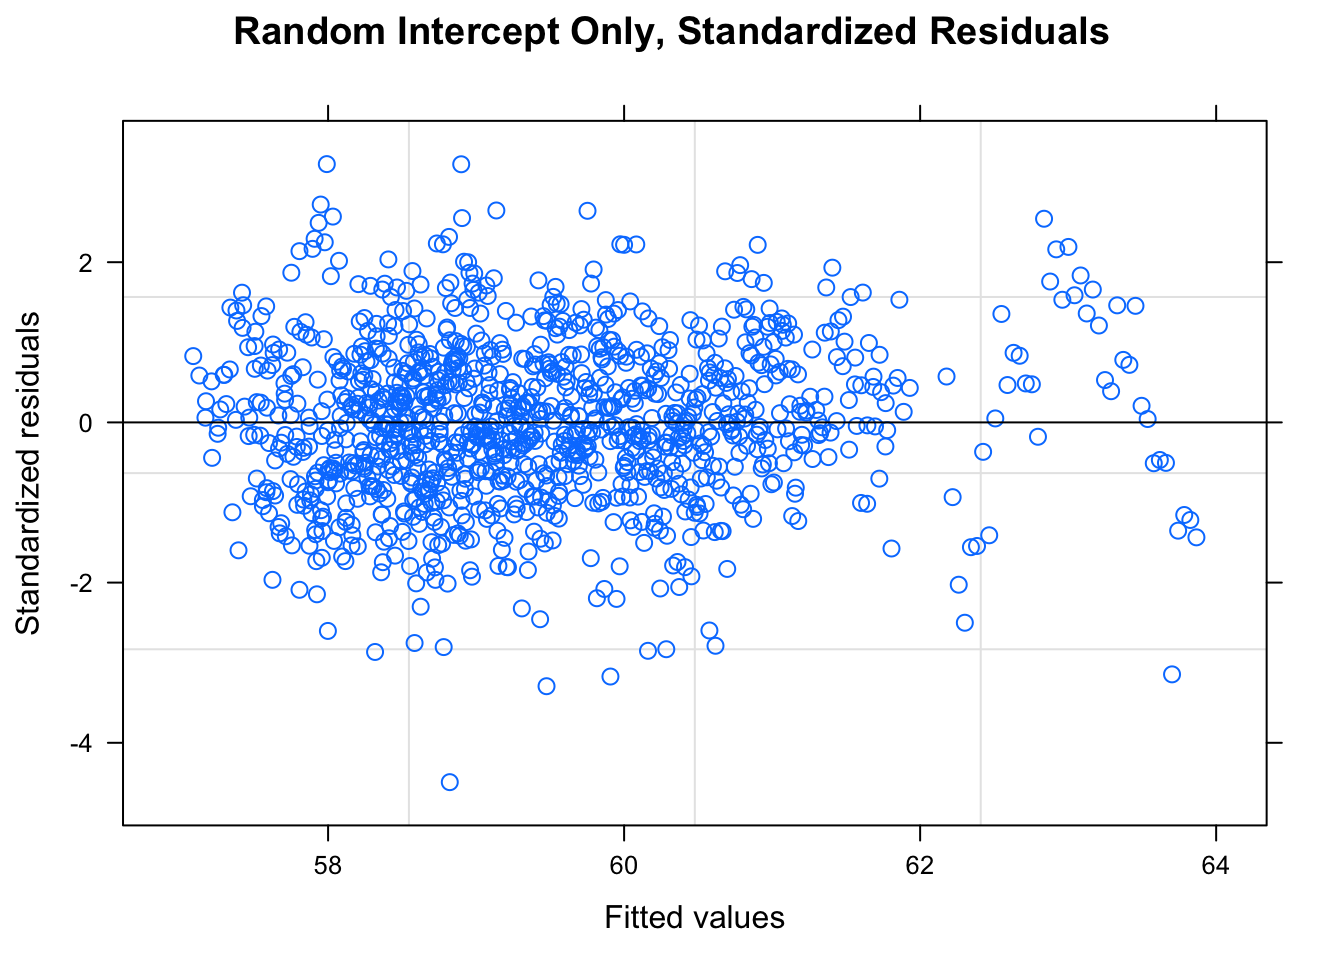 Random Intercept Only, Standardized Residuals
2
0
-2
-4
Standardized residuals
58 60 62 64
Fitted values